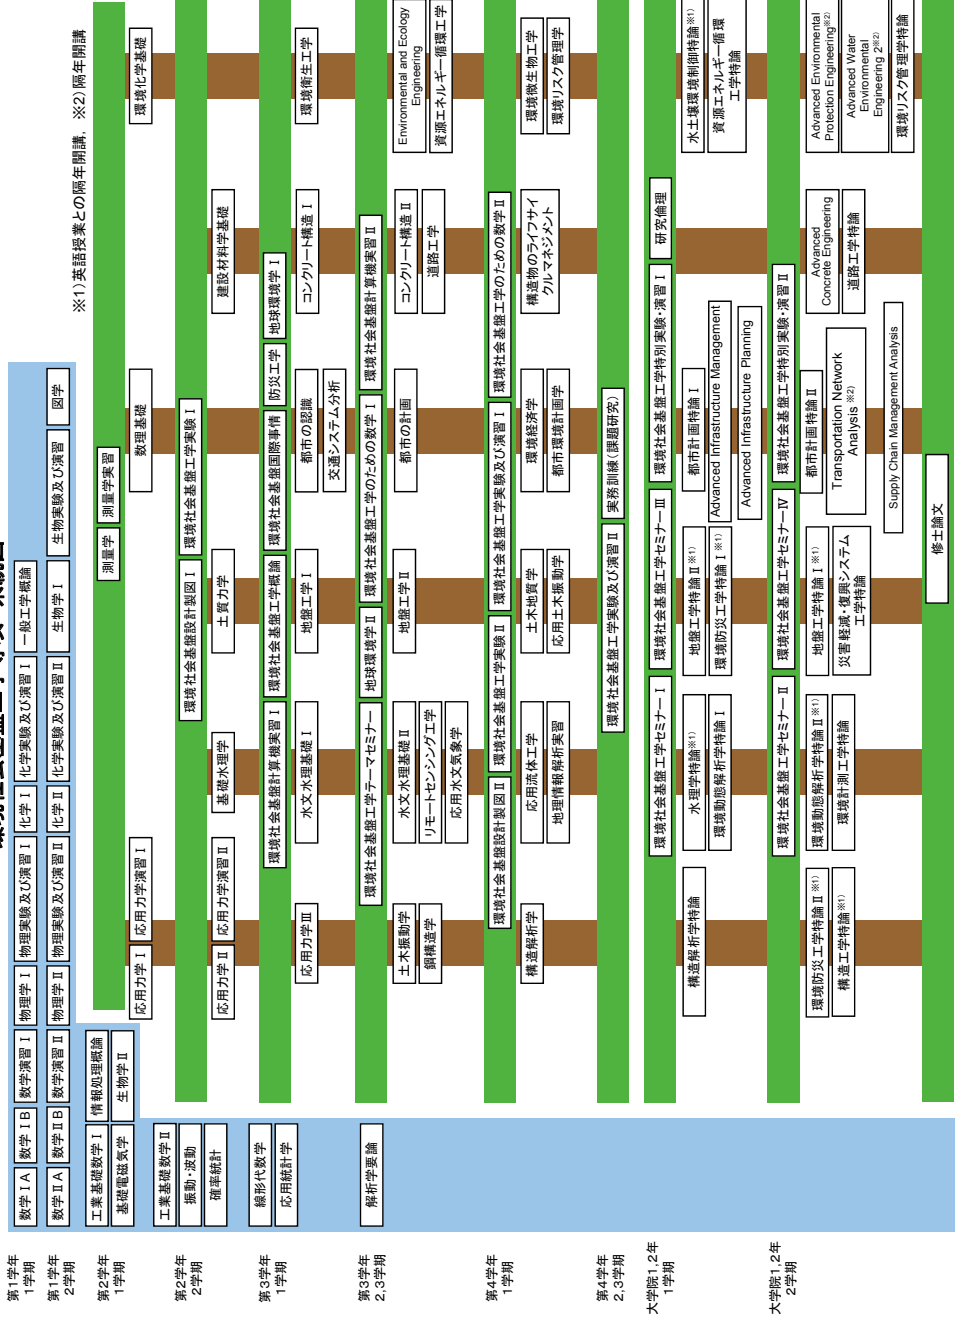 ※1)英語授業との隔年開講, ※2)隔年開講
第1学年
1学期
数学ⅠA
数学ⅠB
数学演習Ⅰ
物理学Ⅰ
物理実験及び演習Ⅰ
化学Ⅰ
化学実験及び演習Ⅰ
一般工学概論
第1学年
2学期
数学ⅡA
数学ⅡB
数学演習Ⅱ
物理学Ⅱ
物理実験及び演習Ⅱ
化学Ⅱ
化学実験及び演習Ⅱ
生物学Ⅰ
生物実験及び演習
図学
第2学年
1学期
工業基礎数学Ⅰ
情報処理概論
基礎電磁気学
生物学Ⅱ
測量学
測量学実習
応用力学Ⅰ
応用力学演習Ⅰ
数理基礎
環境化学基礎
第2学年
2学期
工業基礎数学Ⅱ
振動・波動
確率統計
環境社会基盤設計製図Ⅰ
環境社会基盤工学実験Ⅰ
応用力学Ⅱ
応用力学演習Ⅱ
基礎水理学
土質力学
建設材料学基礎
第3学年
1学期
線形代数学
応用統計学
環境社会基盤計算機実習Ⅰ
環境社会基盤工学概論
環境社会基盤国際事情
防災工学
地球環境学Ⅰ
応用力学Ⅲ
水文水理基礎Ⅰ
地盤工学Ⅰ
都市の認識
交通システム分析
コンクリート構造Ⅰ
環境衛生工学
第3学年
2,3学期
解析学要論
環境社会基盤工学テーマセミナー
地球環境学Ⅱ
環境社会基盤工学のための数学Ⅰ
環境社会基盤計算機実習Ⅱ
土木振動学
鋼構造学
水文水理基礎Ⅱ
リモートセンシング工学
応用水文気象学
地盤工学Ⅱ
都市の計画
コンクリート構造Ⅱ
道路工学
Environmental and Ecology
Engineering
資源エネルギー循環工学
第4学年
1学期
環境社会基盤設計製図Ⅱ
環境社会基盤工学実験Ⅱ
環境社会基盤工学実験及び演習Ⅰ
環境社会基盤工学のための数学Ⅱ
構造解析学
応用流体工学
地理情報解析実習
土木地質学
応用土木振動学
環境経済学
都市環境計画学
構造物のライフサイ
クルマネジメント
環境微生物工学
環境リスク管理学
第4学年
2,3学期
環境社会基盤工学実験及び演習Ⅱ
実務訓練(課題研究)
大学院1,2年
1学期
環境社会基盤工学セミナーⅠ
環境社会基盤工学セミナーⅢ
環境社会基盤工学特別実験・演習Ⅰ
研究倫理
構造解析学特論
水理学特論※1)
環境動態解析学特論Ⅰ
地盤工学特論Ⅱ※1)
環境防災工学特論Ⅰ※1)
都市計画特論Ⅰ
Advanced Infrastructure Management
Advanced Infrastructure Planning
水土壌環境制御特論※1)
資源エネルギー循環
工学特論
大学院1,2年
2学期
環境社会基盤工学セミナーⅡ
環境社会基盤工学セミナーⅣ
環境社会基盤工学特別実験・演習Ⅱ
環境防災工学特論Ⅱ※1)
構造工学特論※1)
環境動態解析学特論Ⅱ※1)
環境計測工学特論
地盤工学特論Ⅰ※1)
災害軽減・復興システム
工学特論
都市計画特論Ⅱ
Transportation Network
Analysis ※2)
Supply Chain Management Analysis
Advanced
Concrete Engineering
道路工学特論
Advanced Environmental
Protection Engineering※2)
Advanced Water
Environmental
Engineering 2※2)
環境リスク管理学特論
修士論文